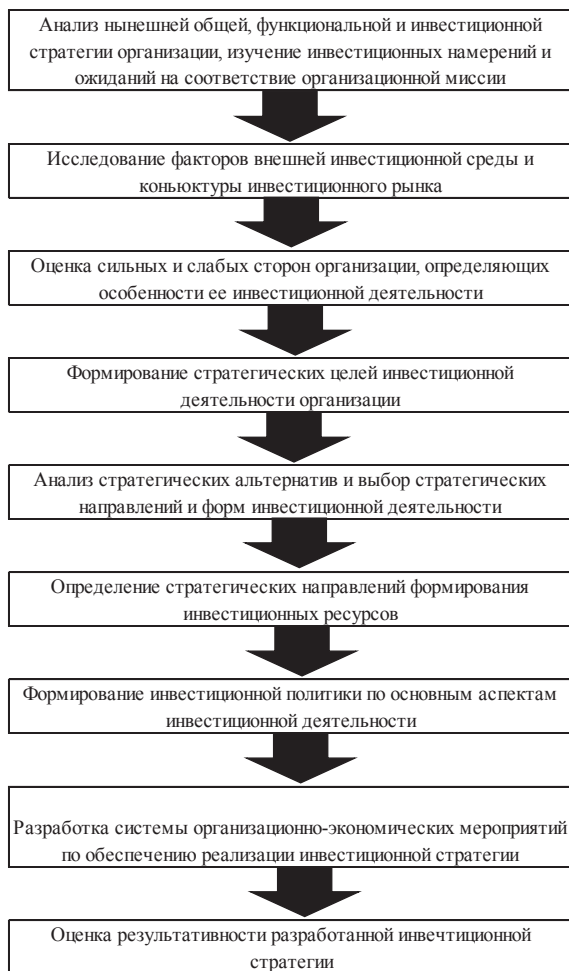 Анализ нынешней общей, функциональной и инвестиционной
стратегии организации, изучение инвестиционных намерений и
ожиданий на соответствие организационной миссии
Исследование факторов внешней инвестиционной среды и
коньюктуры инвестиционного рынка
Оценка сильных и слабых сторон организации, определяющих
особенности ее инвестиционной деятельности
Формирование стратегических целей инвестиционной
деятельности организации
Анализ стратегических альтернатив и выбор стратегических
направлений и форм инвестиционной деятельности
Определение стратегических направлений формирования
инвестиционных ресурсов
Формирование инвестиционной политики по основным аспектам
инвестиционной деятельности
Разработка системы организационно-экономических мероприятий
по обеспечению реализации инвестиционной стратегии
Оценка результативности разработанной инвечтиционной
стратегии